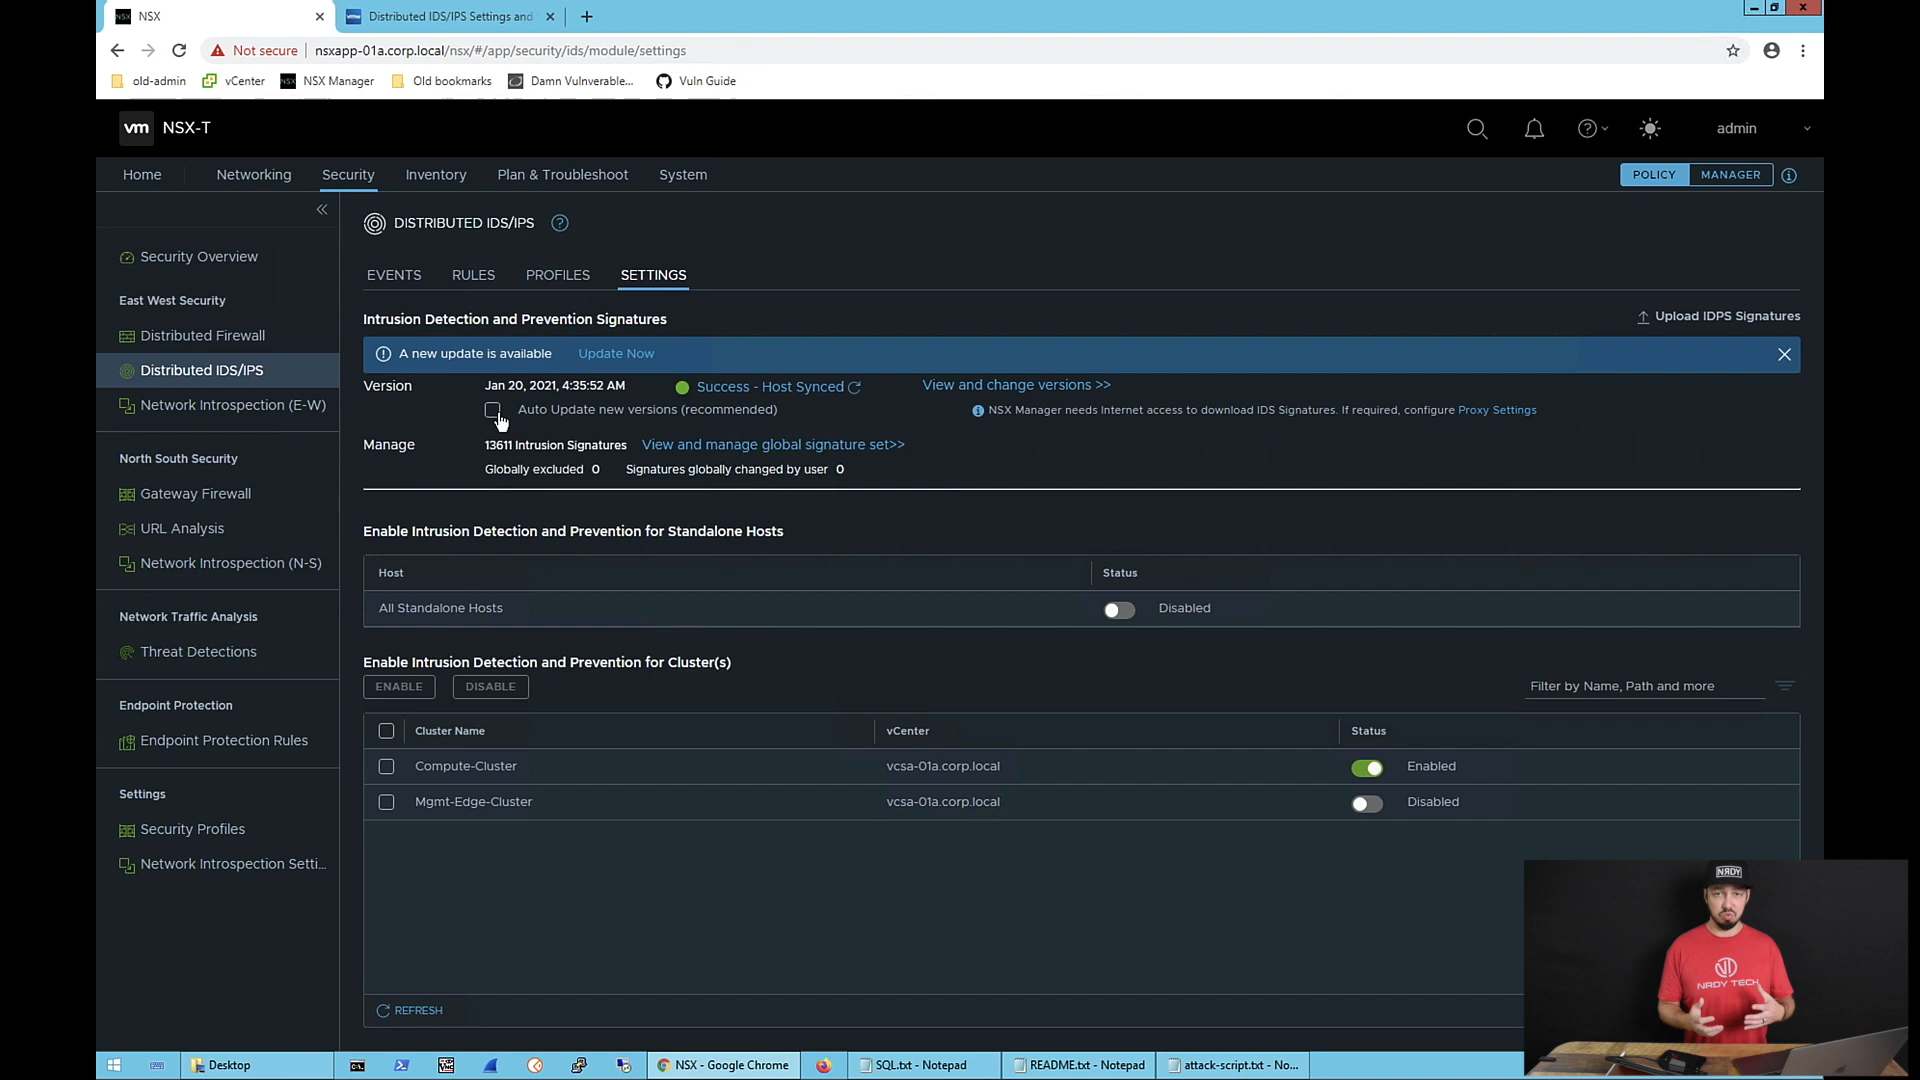 NSX
Distributed IDS/IPS Settings and
Not secure
nsxapp-01a.corp.local/nsx/#/app/security/ids/module/settings
old-admin
vCenter
NSX Manager
Old bookmarks
Damn Vulnerable...
Vuln Guide
vm NSX-T
admin
Home
Networking
Security
Inventory
Plan & Troubleshoot
System
POLICY
MANAGER
DISTRIBUTED IDS/IPS
Security Overview
East West Security
Distributed Firewall
Distributed IDS/IPS
Network Introspection (E-W)
North South Security
Gateway Firewall
URL Analysis
Network Introspection (N-S)
Network Traffic Analysis
Threat Detections
Endpoint Protection
Endpoint Protection Rules
Settings
Security Profiles
Network Introspection Setti...
EVENTS
RULES
PROFILES
SETTINGS
Intrusion Detection and Prevention Signatures
Upload IDPS Signatures
A new update is available Update Now
Version Jan 20, 2021, 4:35:52 AM Success - Host Synced View and change versions >>
Auto Update new versions (recommended) NSX Manager needs Internet access to download IDS Signatures. If required, configure Proxy Settings
Manage 13611 Intrusion Signatures View and manage global signature set>>
Globally excluded 0 Signatures globally changed by user 0
Enable Intrusion Detection and Prevention for Standalone Hosts
Host Status
All Standalone Hosts Disabled
Enable Intrusion Detection and Prevention for Cluster(s)
ENABLE DISABLE Filter by Name, Path and more
Cluster Name vCenter Status
Compute-Cluster vcsa-01a.corp.local Enabled
Mgmt-Edge-Cluster vcsa-01a.corp.local Disabled
REFRESH
NRDY
NRDY TECH
Desktop
NSX - Google Chrome
SQL.txt - Notepad
README.txt - Notepad
attack-script.txt - No...